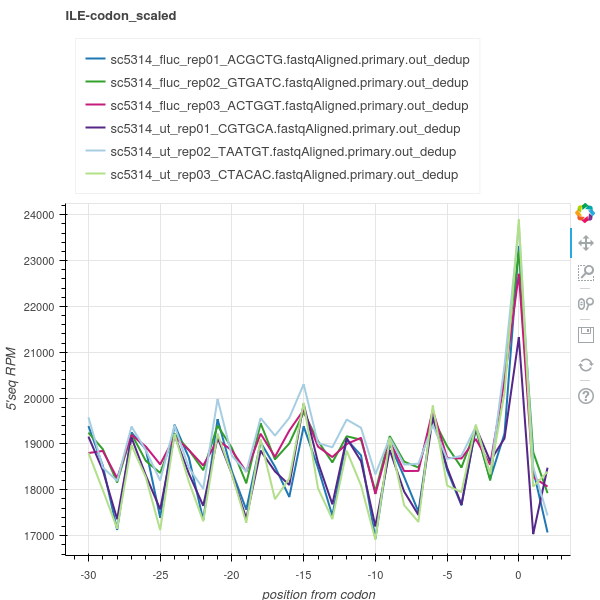 ILE-codon_scaled
sc5314_fluc_rep01_ACGCTG.fastqAligned.primary.out_dedup
sc5314_fluc_rep02_GTGATC.fastqAligned.primary.out_dedup
sc5314_fluc_rep03_ACTGGT.fastqAligned.primary.out_dedup
sc5314_ut_rep01_CGTGCA.fastqAligned.primary.out_dedup
sc5314_ut_rep02_TAATGT.fastqAligned.primary.out_dedup
sc5314_ut_rep03_CTACAC.fastqAligned.primary.out_dedup
24000
23000
22000
21000
20000
19000
18000
17000
5'seq RPM
-30 -25 -20 -15 -10 -5 0
position from codon